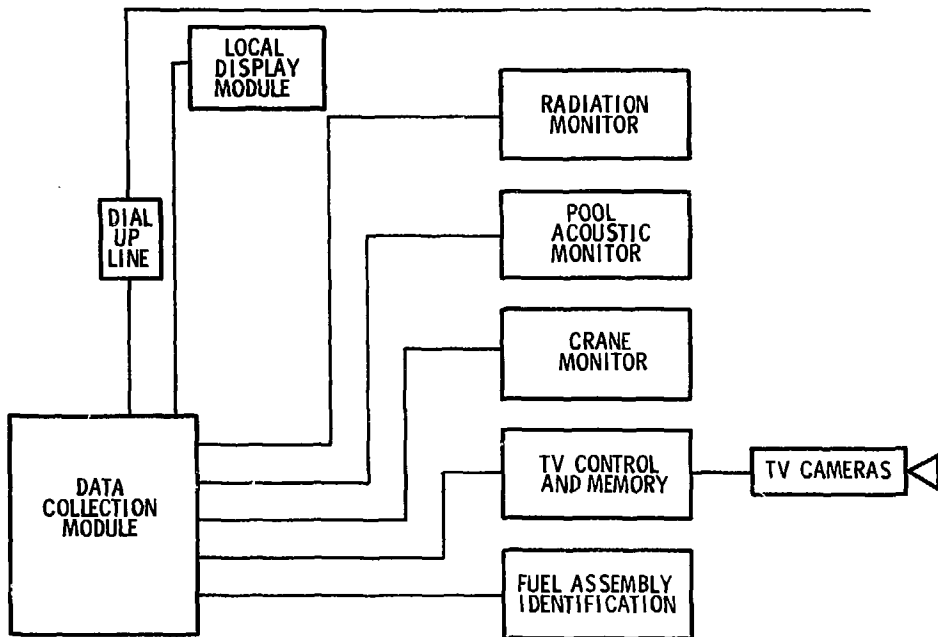 LOCAL
DISPLAY
MODULE
RADIATION
MONITOR
DIAL
UP
LINE
POOL
ACOUSTIC
MONITOR
CRANE
MONITOR
DATA
COLLECTION
MODULE
TV CONTROL
AND MEMORY
TV CAMERAS
FUEL ASSEMBLY
IDENTIFICATION